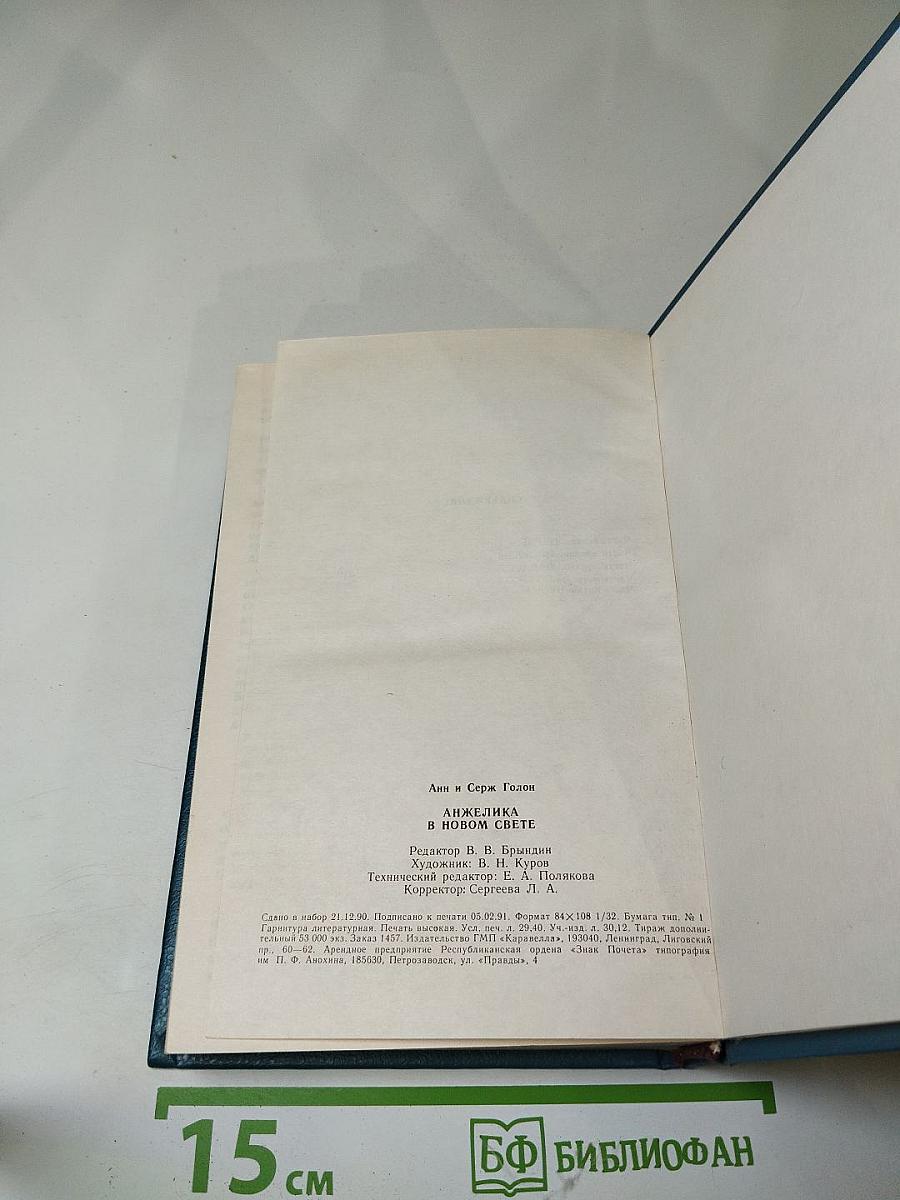 Анн и Серж Голон
АНЖЕЛИКА
В НОВОМ СВЕТЕ
Редактор В. В. Брындин
Художник: В. Н. Куров
Технический редактор: Е. А. Полякова
Корректор: Сергеева Л. А.
Сдано в набор 21.12.90. Подписано к печати 05.02.91. Формат 84×108 1/32. Бумага тип. № 1
Гарнитура литературная. Печать высокая. Усл. печ. л. 29,40. Уч.-изд. л. 30,12. Тираж дополни-
тельный 53 000 экз. Заказ 1457. Издательство ГМП «Каравелла», 193040, Ленинград, Лиговский
пр., 60—62. Арендное предприятие Республиканская ордена «Знак Почета» типография
им П. Ф. Анохина, 185630, Петрозаводск, ул. «Правды», 4
15 см
БФ БИБЛИОФАН